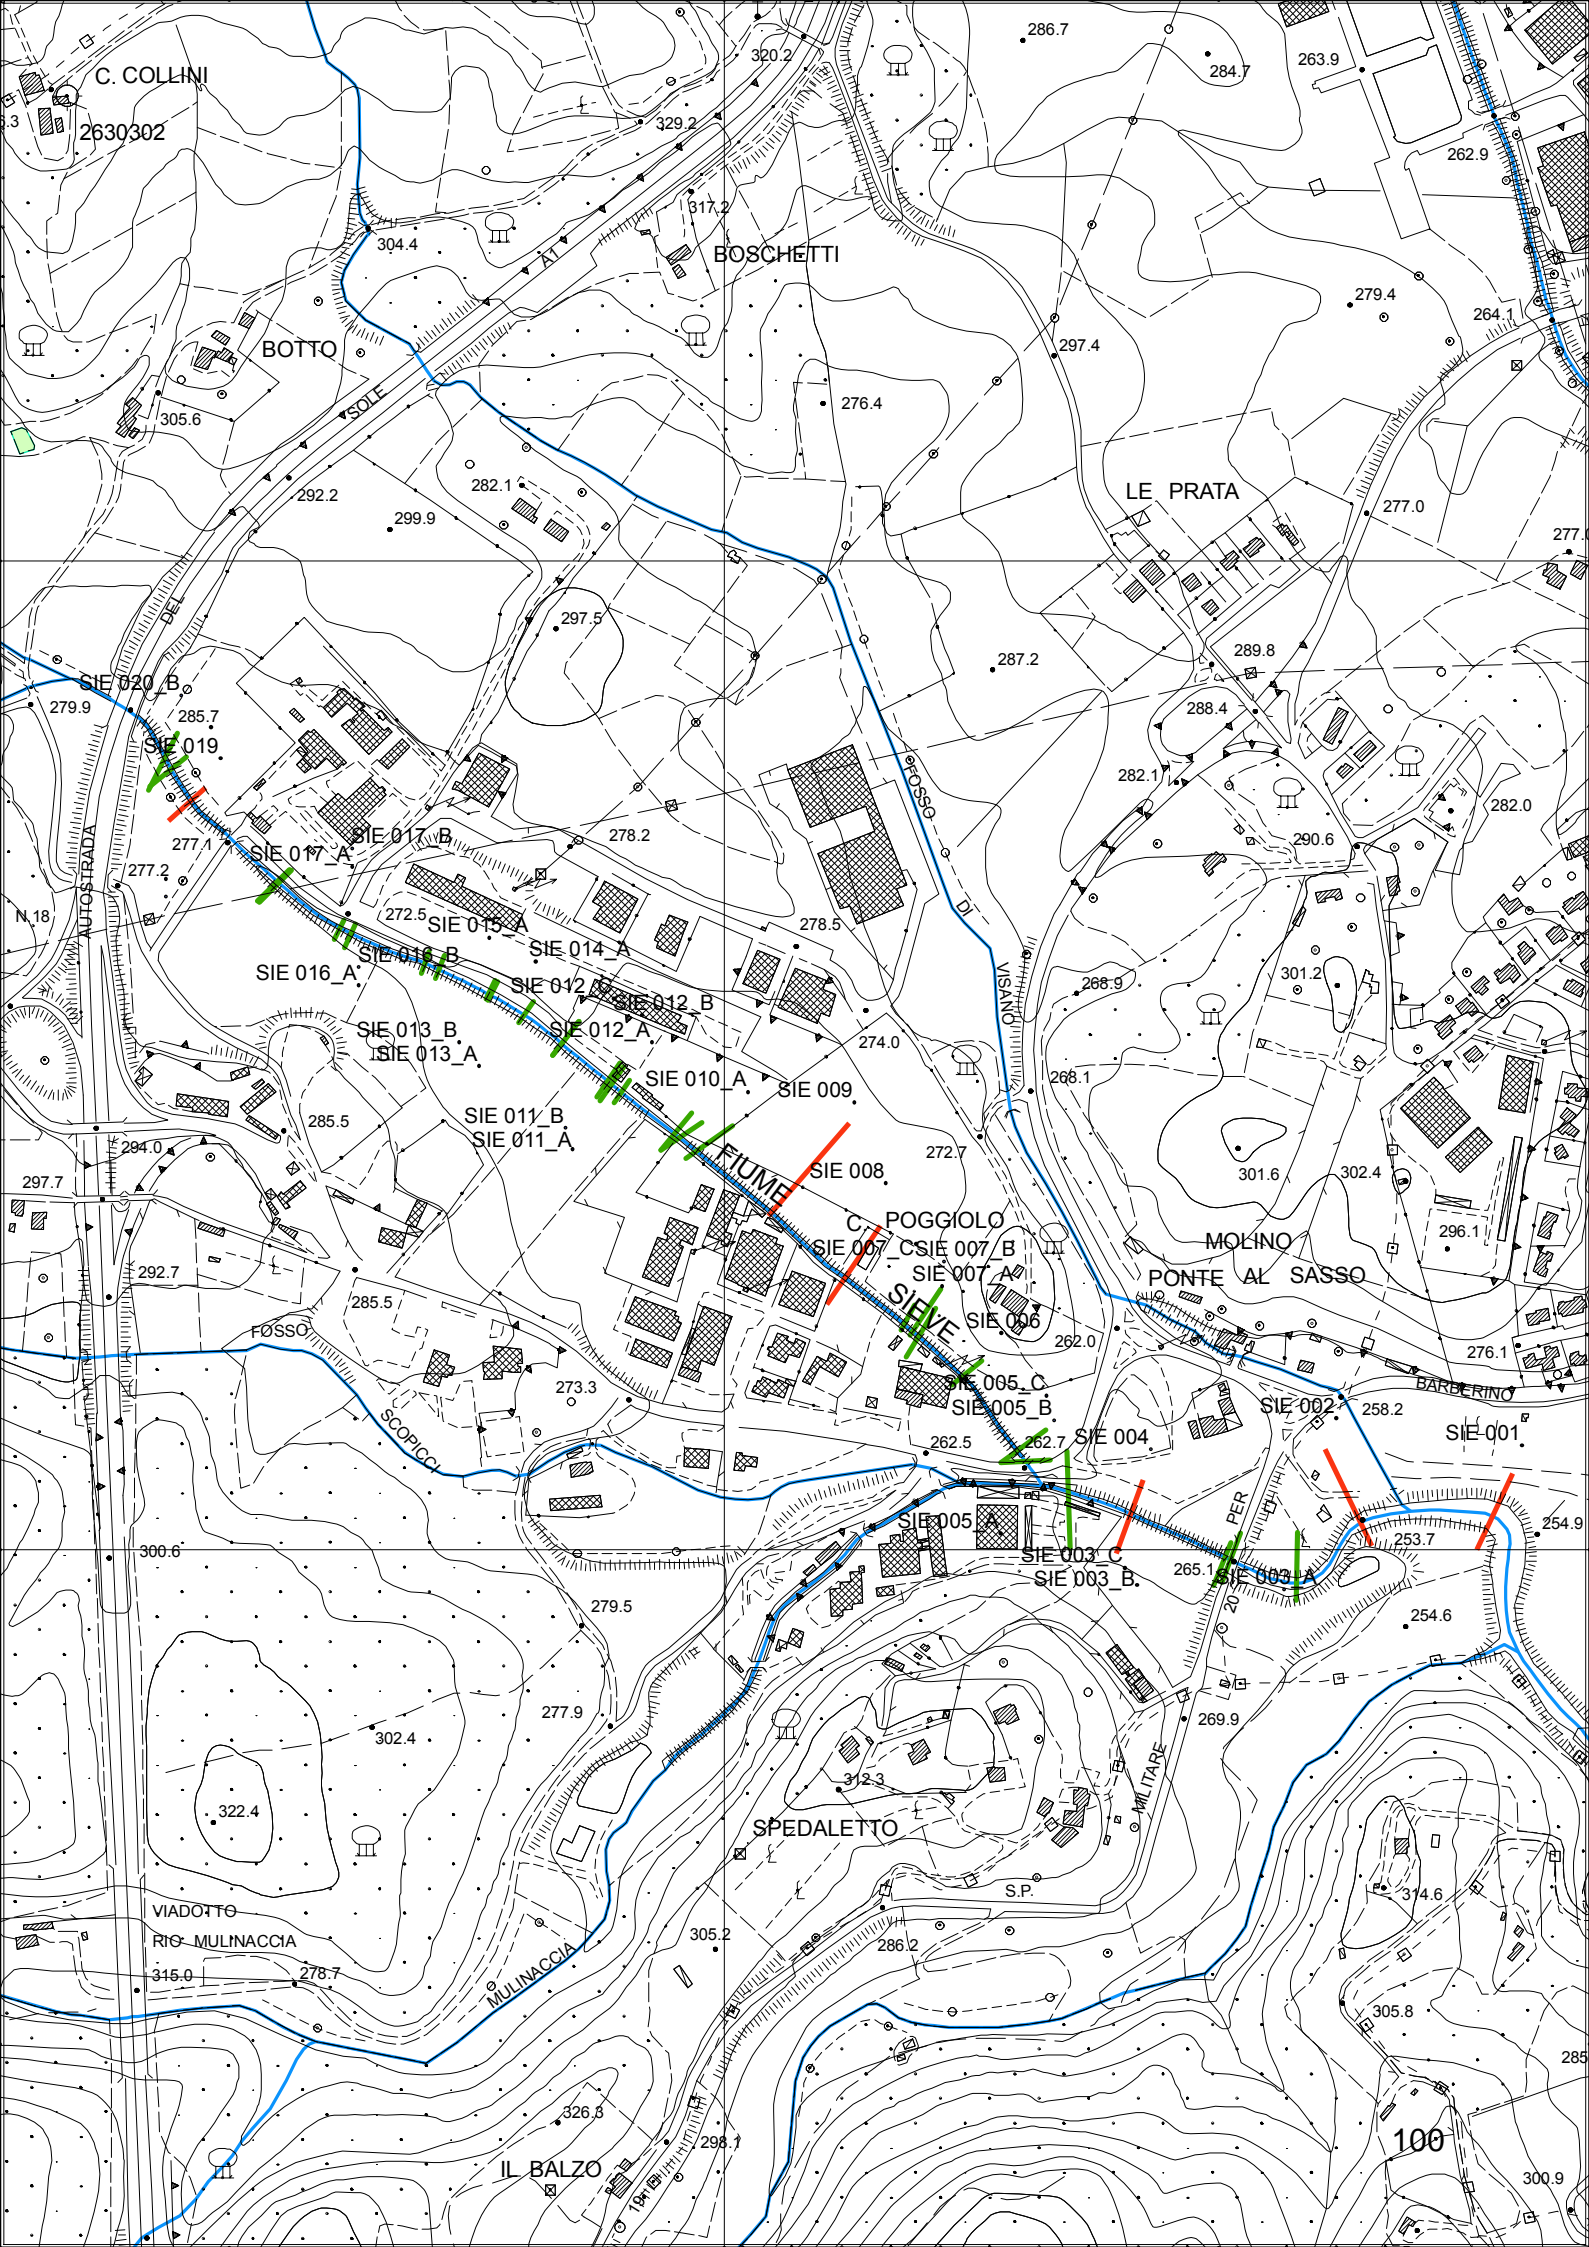 286.7
320.2
284.7
263.9
C. COLLINI
329.2
2630302
262.9
317.2
304.4
BOSCHETTI
A1
279.4
264.1
BOTTO
297.4
SOLE
276.4
305.6
282.1
292.2
LE PRATA
299.9
277.0
DEL
297.5
289.8
287.2
SIE 020_B
279.9
285.7
288.4
SIE 019
282.1
FOSSO
282.0
277.1
SIE 017_B
278.2
290.6
SIE 017_A
277.2
AUTOSTRADA
N.18
272.5
SIE 015_A
DI
278.5
SIE 014_A
SIE 016_B
SIE 016_A
301.2
VISANO
268.9
SIE 012_C
SIE 012_B
SIE 013_B
SIE 012_A
274.0
SIE 013_A
268.1
SIE 010_A
SIE 009
285.5
SIE 011_B
SIE 011_A
294.0
272.7
FIUME
SIE 008
301.6
302.4
297.7
C. POGGIOLO
296.1
SIE 007_C
SIE 007_B
MOLINO
292.7
SIE 007_A
PONTE AL SASSO
285.5
SIEVE
SIE 006
FOSSO
262.0
276.1
273.3
SIE 005_C
BARBERINO
SIE 005_B
SIE 002
258.2
SCOPICCI
262.5
262.7
SIE 004
SIE 001
PER
SIE 005_A
254.9
300.6
SIE 003_C
253.7
SIE 003_B
265.1
SIE 003_A
20
279.5
254.6
277.9
302.4
269.9
312.3
MILITARE
322.4
SPEDALETTO
S.P.
314.6
VIADOTTO
RIO MULINACCIA
305.2
286.2
315.0
278.7
MULINACCIA
305.8
285
326.3
298.1
100
IL BALZO
300.9
19